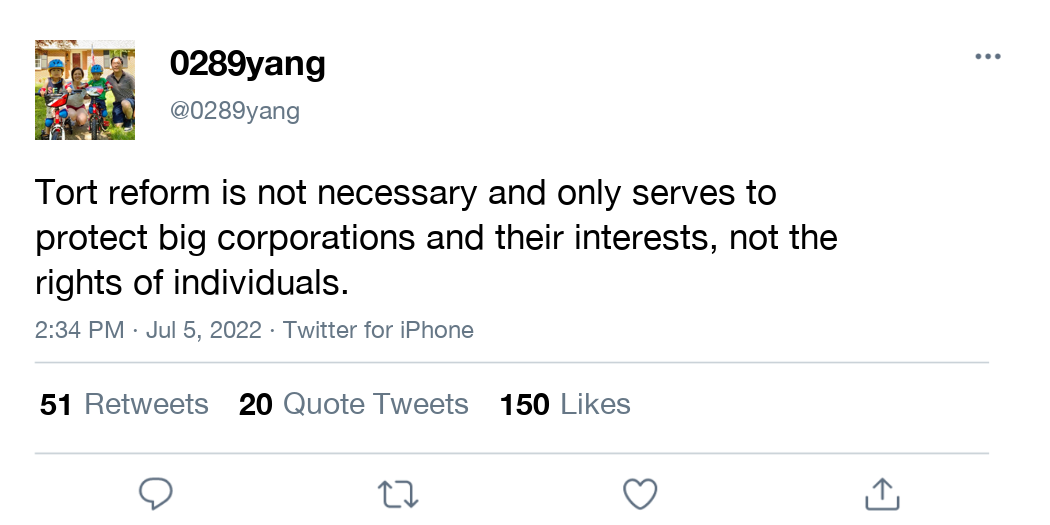 0289yang
@0289yang
Tort reform is not necessary and only serves to
protect big corporations and their interests, not the
rights of individuals.
2:34 PM · Jul 5, 2022 · Twitter for iPhone
51 Retweets 20 Quote Tweets 150 Likes